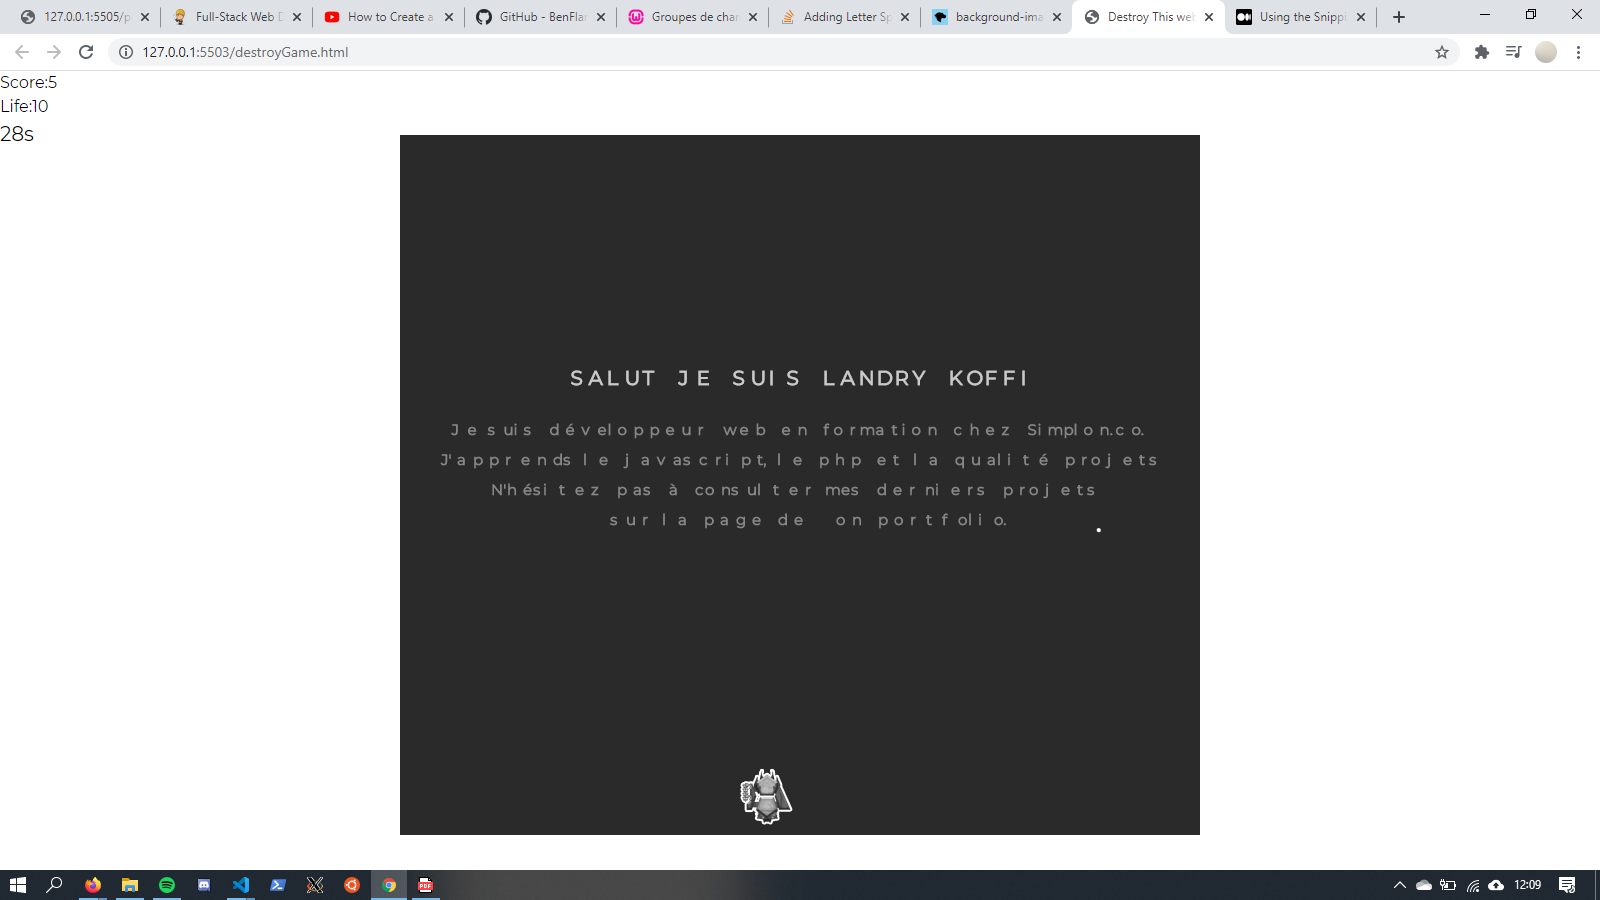 127.0.0.1:5505/p
Full-Stack Web D
How to Create a
GitHub - BenFla
Groupes de char
Adding Letter Sp
background-ima
Destroy This web
Using the Snippi
127.0.0.1:5503/destroyGame.html
Score:5
Life:10
28s
SALUT JE SUIS LANDRY KOFFI
Je suis développeur web en formation chez Simplon.co.
J'apprends le javascript, le php et la qualité projets
N'hésitez pas à consulter mes derniers projets
sur la page de on portfolio.
PDF
12:09